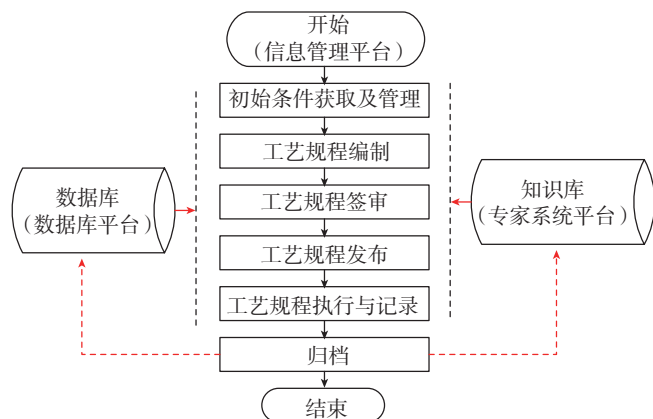 开始
（信息管理平台）
初始条件获取及管理
工艺规程编制
数据库
（数据库平台）
工艺规程签审
知识库
（专家系统平台）
工艺规程发布
工艺规程执行与记录
归档
结束